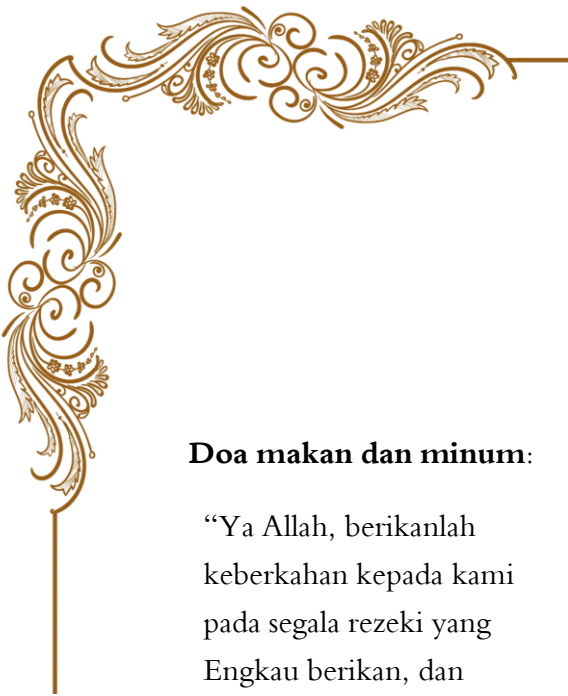 Doa makan dan minum:
“Ya Allah, berikanlah
keberkahan kepada kami
pada segala rezeki yang
Engkau berikan, dan